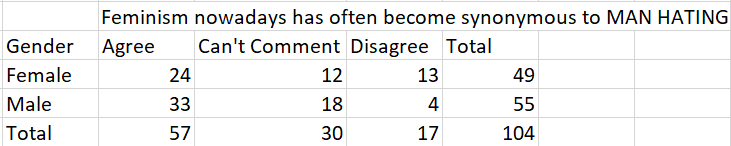 Feminism nowadays has often become synonymous to MAN HATING
Gender Agree Can't Comment Disagree Total
Female 24 12 13 49
Male 33 18 4 55
Total 57 30 17 104